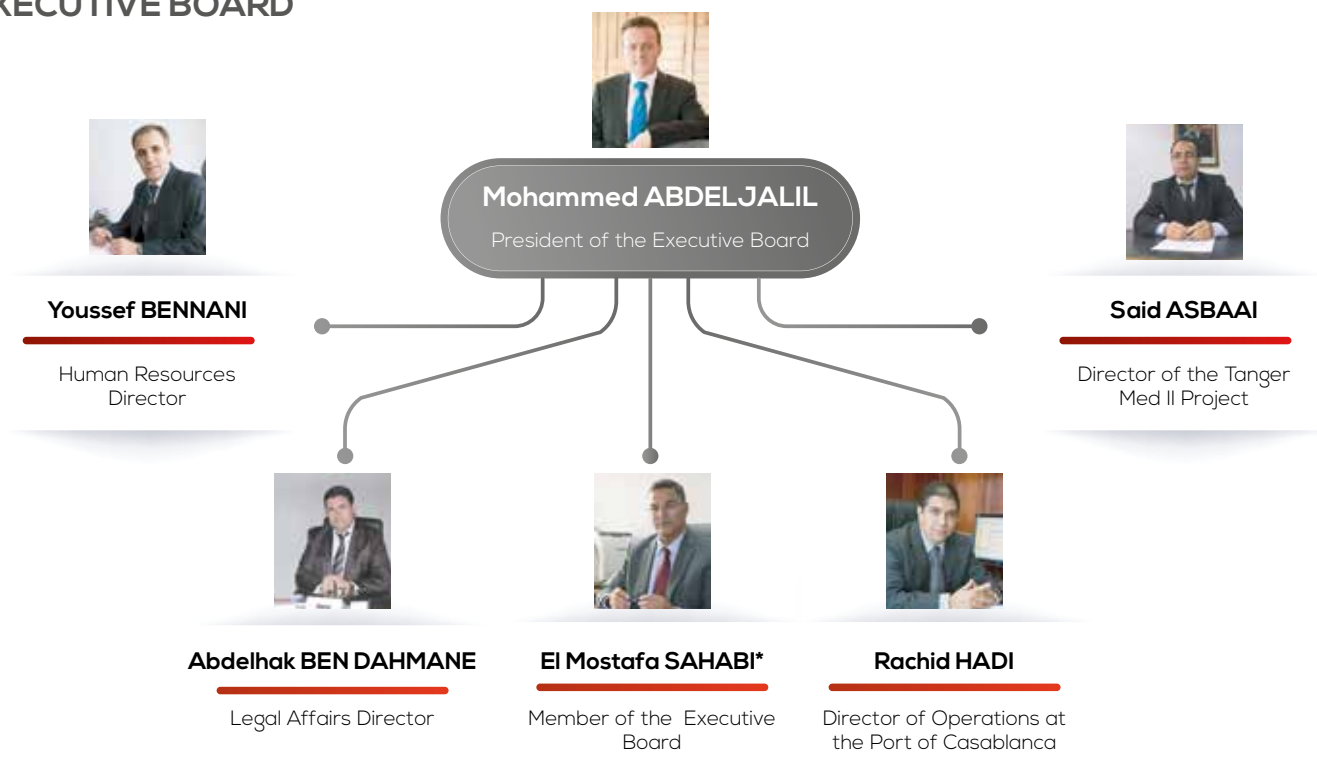 XECUTIVE BOARD
Mohammed ABDELJALIL
President of the Executive Board
Youssef BENNANI
Human Resources
Director
Said ASBAAI
Director of the Tanger
Med II Project
Abdelhak BEN DAHMANE
Legal Affairs Director
El Mostafa SAHABI*
Member of the Executive
Board
Rachid HADI
Director of Operations at
the Port of Casablanca